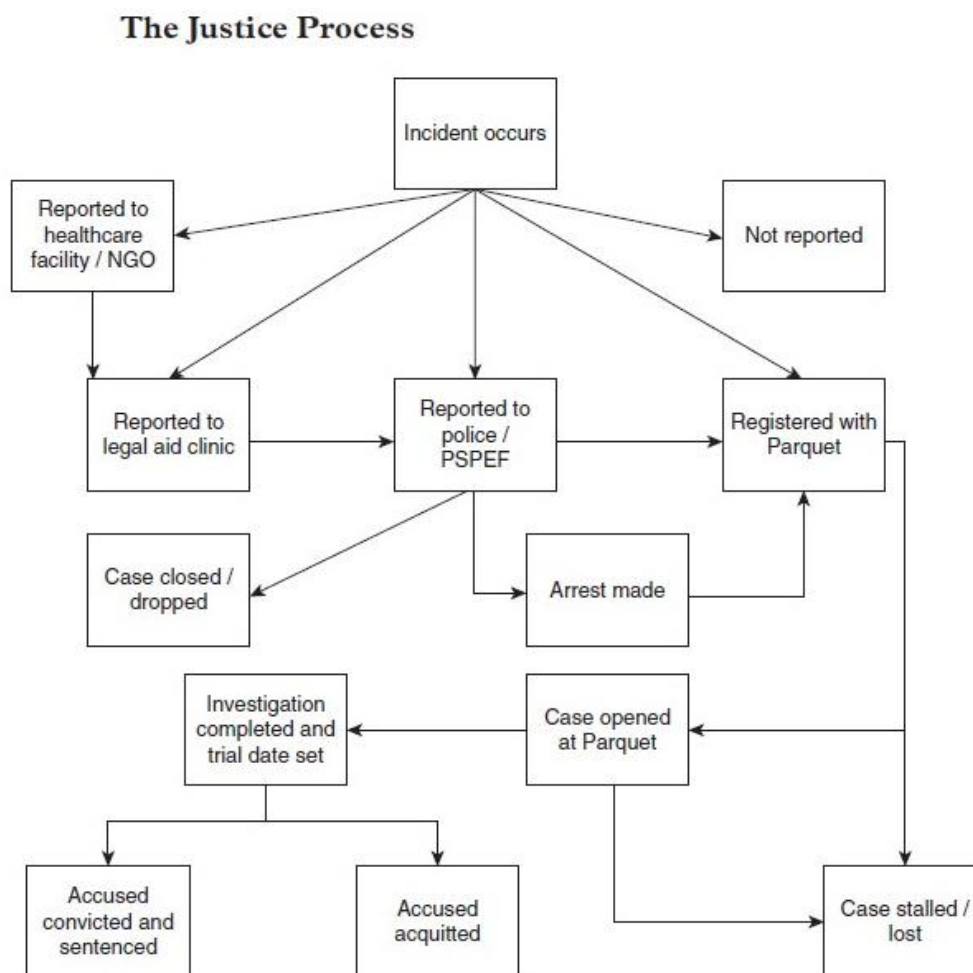 The Justice Process
Incident occurs
Reported to
healthcare
facility / NGO
Not reported
Reported to
legal aid clinic
Reported to
police /
PSPEF
Registered with
Parquet
Case closed /
dropped
Arrest made
Investigation
completed and
trial date set
Case opened
at Parquet
Accused
convicted and
sentenced
Accused
acquitted
Case stalled /
lost